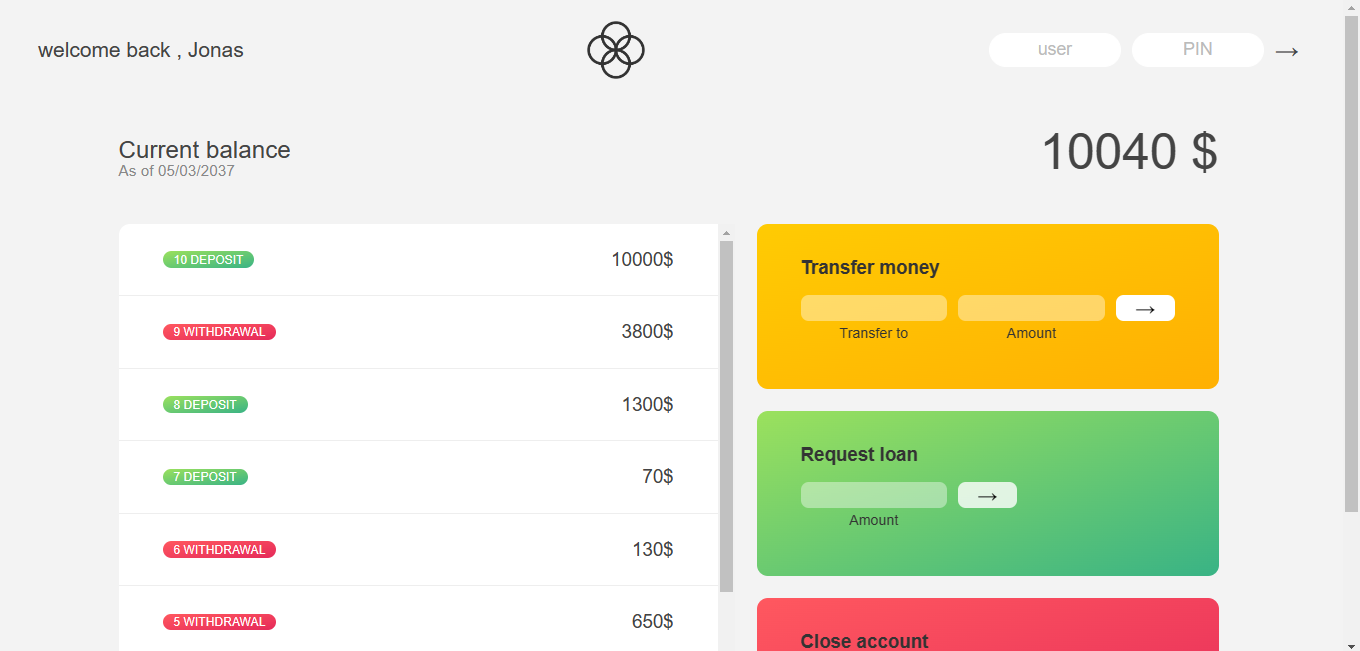 welcome back , Jonas
user
PIN
→
Current balance
As of 05/03/2037
10040 $
10 DEPOSIT
10000$
9 WITHDRAWAL
3800$
8 DEPOSIT
1300$
7 DEPOSIT
70$
6 WITHDRAWAL
130$
5 WITHDRAWAL
650$
Transfer money
→
Transfer to
Amount
Request loan
→
Amount
Close account